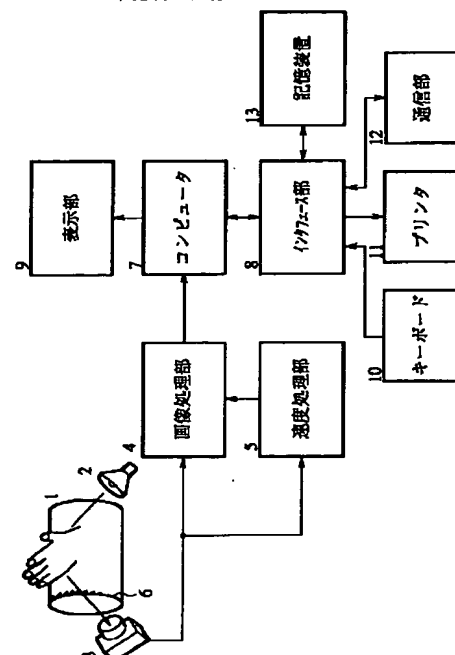 13
記憶装置
12
通信部
9
表示部
7
コンピュータ
8
インタフェース部
11
プリンタ
10
キーボード
4
画像処理部
5
速度処理部
1
2
6
3